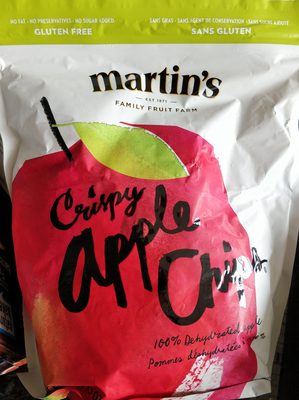 NO FAT • NO PRESERVATIVES • NO SUGAR ADDED
GLUTEN FREE
SANS GRAS • SANS AGENT DE CONSERVATION • SANS SUCRE AJOUTÉ
SANS GLUTEN
martin's
EST 1971
FAMILY FRUIT FARM
Crispy
apple
Chips
100% Dehydrated apple
Pommes déshydratées